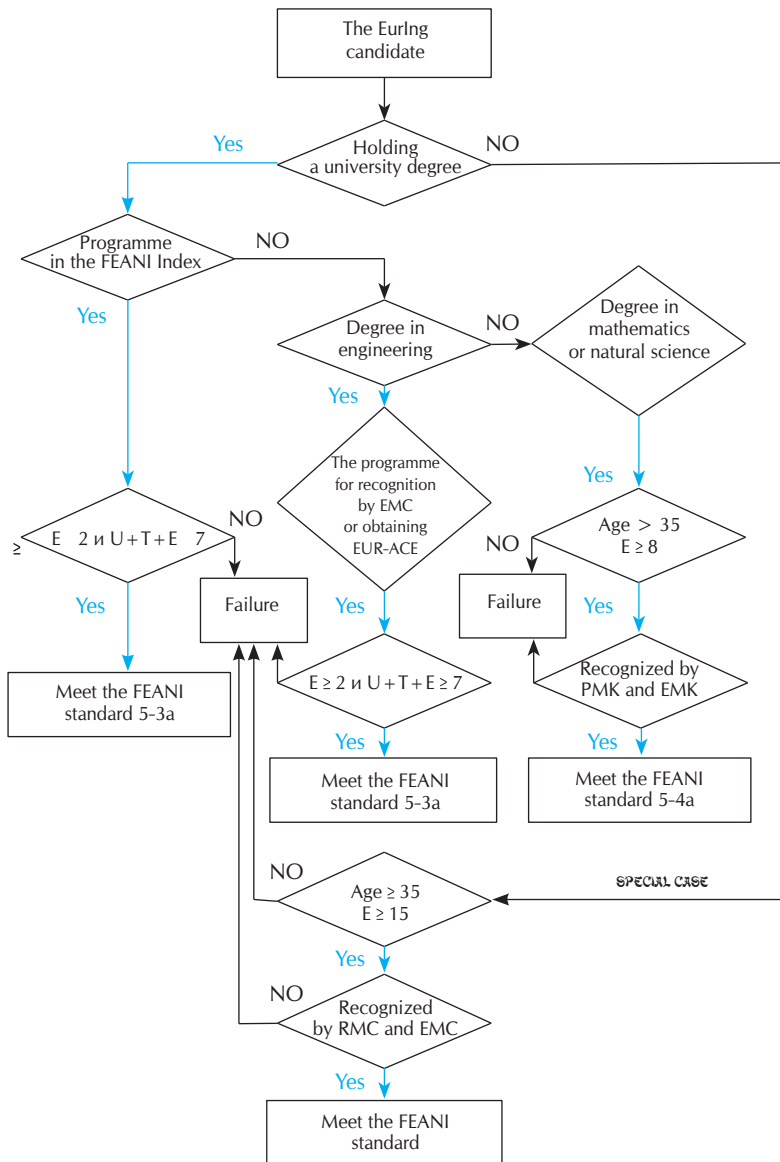 The EurIng
candidate
Yes
Holding
a university degree
NO
Programme
in the FEANI Index
NO
Yes
Degree in
engineering
NO
Degree in
mathematics
or natural science
Yes
Yes
The programme
for recognition
by EMC
or obtaining
EUR-ACE
E 2 и U+T+E 7
≥
NO
Age > 35
E ≥ 8
NO
Yes
Failure
Yes
Failure
Yes
E ≥ 2 и U+T+E ≥ 7
Recognized by
PMK and EMK
Meet the FEANI
standard 5-3a
Yes
Yes
Meet the FEANI
standard 5-3a
Meet the FEANI
standard 5-4a
NO
Age ≥ 35
E ≥ 15
SPECIAL CASE
Yes
NO
Recognized
by RMC and EMC
Yes
Meet the FEANI
standard